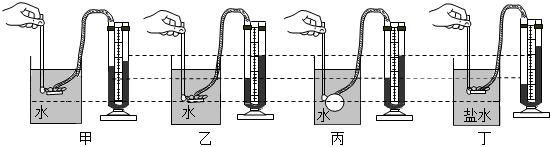 水 水 水 盐水
甲 乙 丙 丁